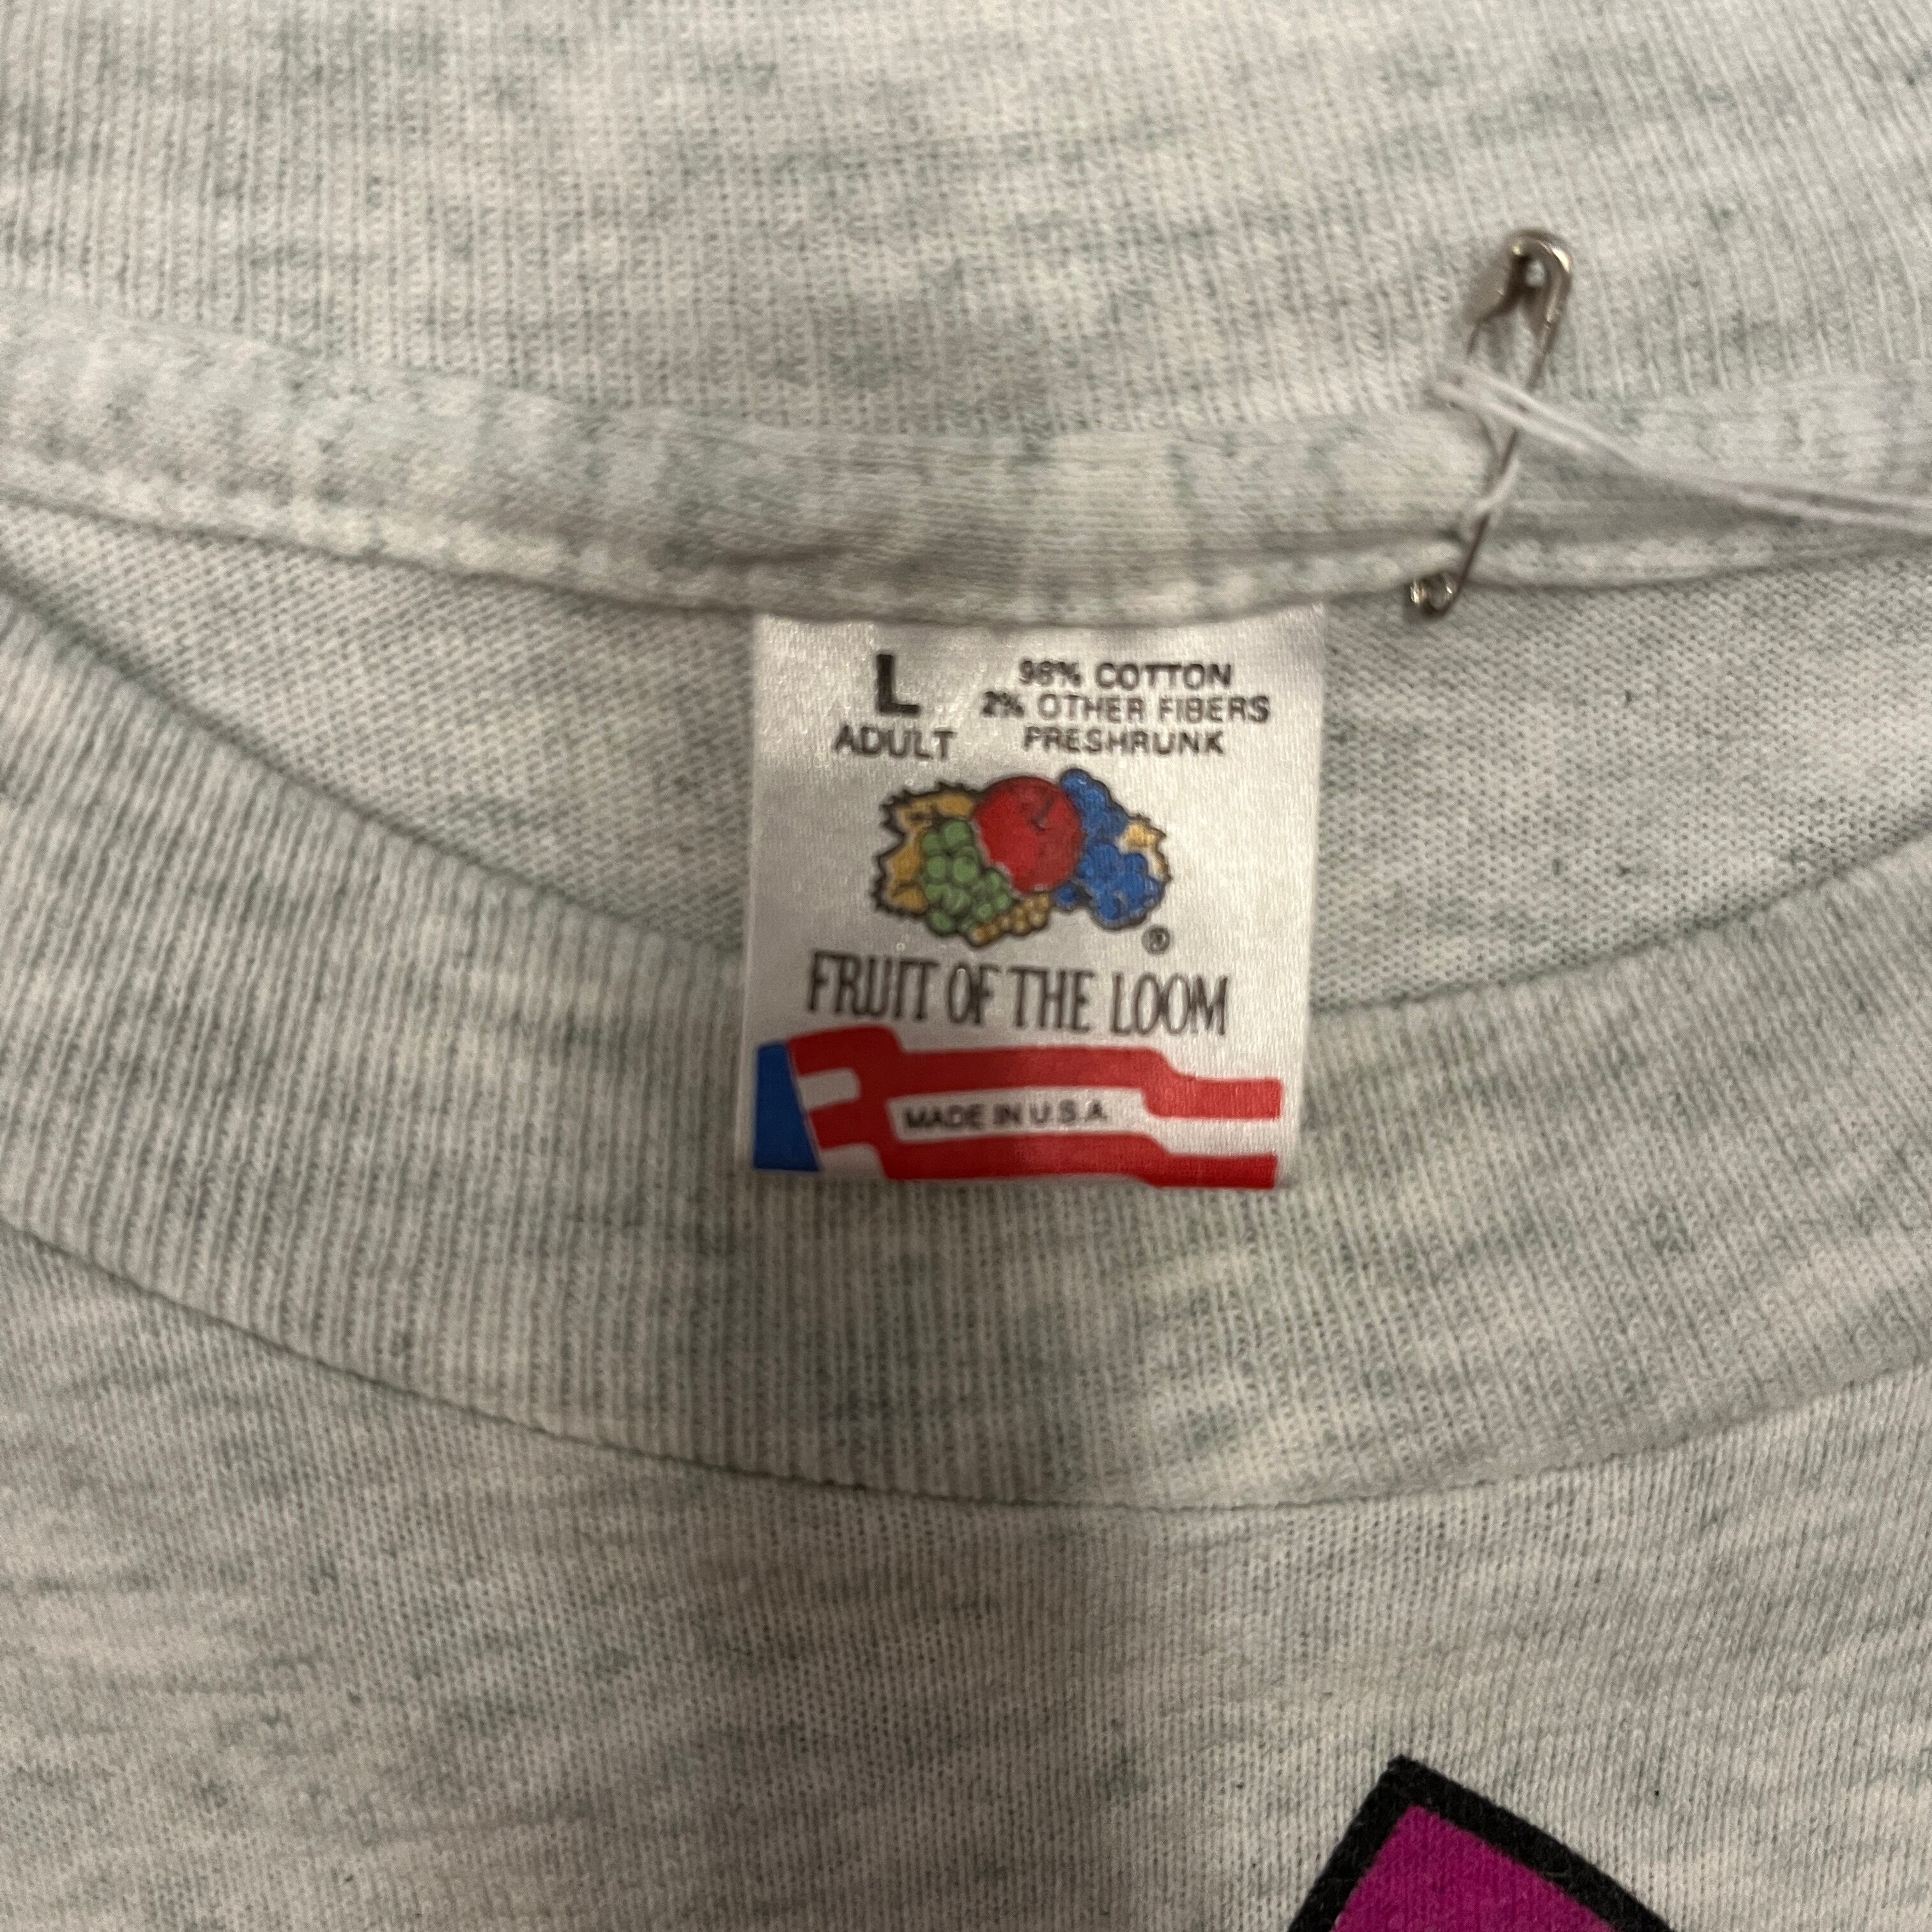 L
ADULT
98% COTTON
2% OTHER FIBERS
PRESHRUNK
®
FRUIT OF THE LOOM
MADE IN U.S.A.